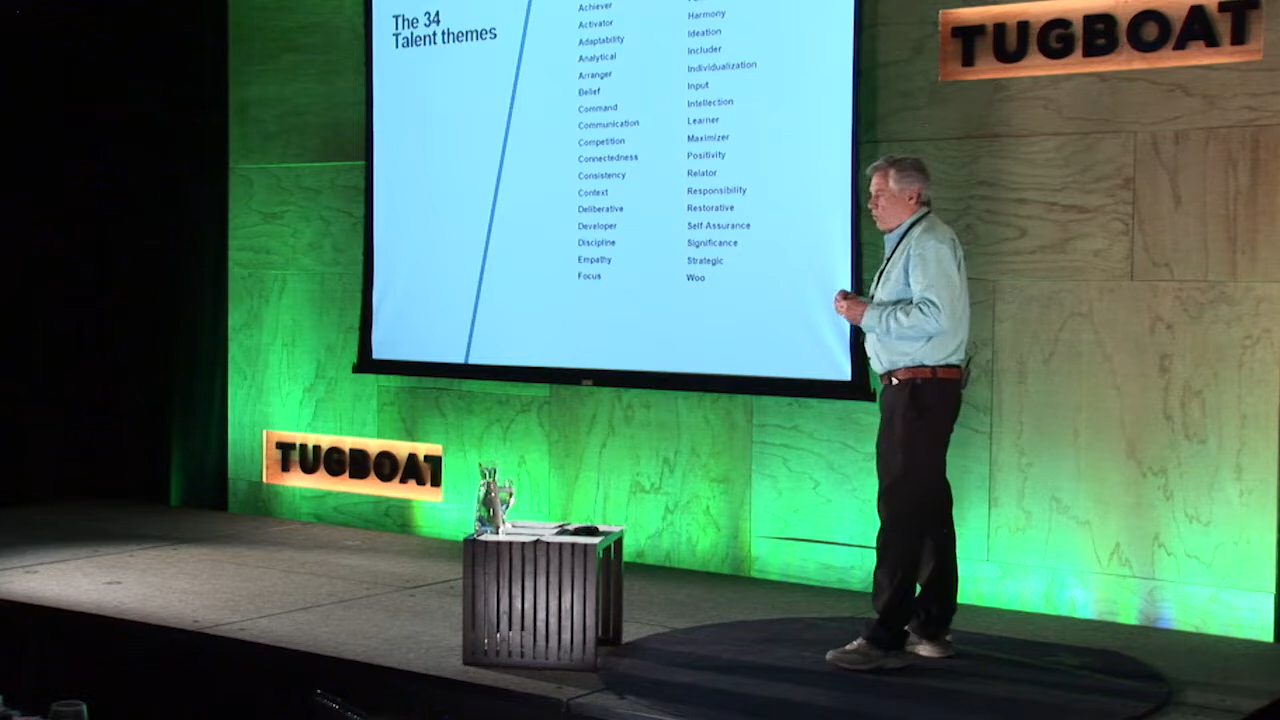 The 34
Talent themes
Achiever
Activator
Adaptability
Analytical
Arranger
Belief
Command
Communication
Competition
Connectedness
Consistency
Context
Deliberative
Developer
Discipline
Empathy
Focus
Harmony
Ideation
Includer
Individualization
Input
Intellection
Learner
Maximizer
Positivity
Relator
Responsibility
Restorative
Self-Assurance
Significance
Strategic
Woo
TUGBOAT
TUGBOAT